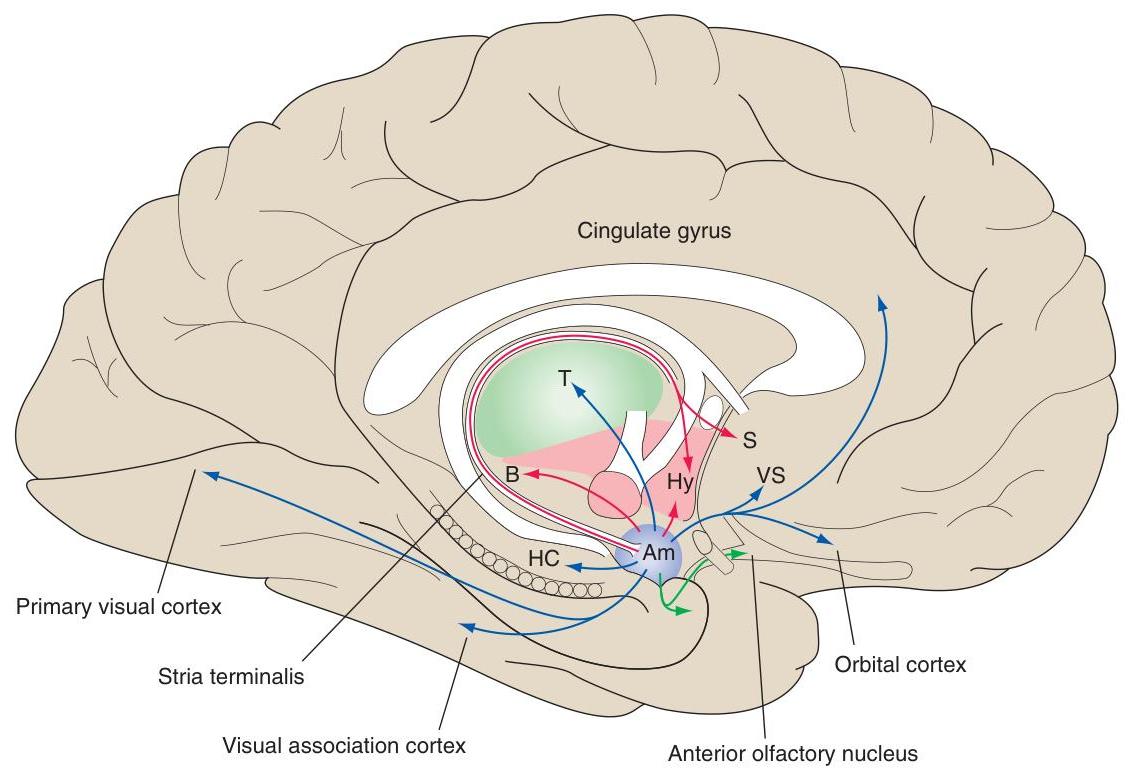 Cingulate gyrus
T
S
B
Hy
VS
Am
HC
Primary visual cortex
Orbital cortex
Stria terminalis
Visual association cortex
Anterior olfactory nucleus